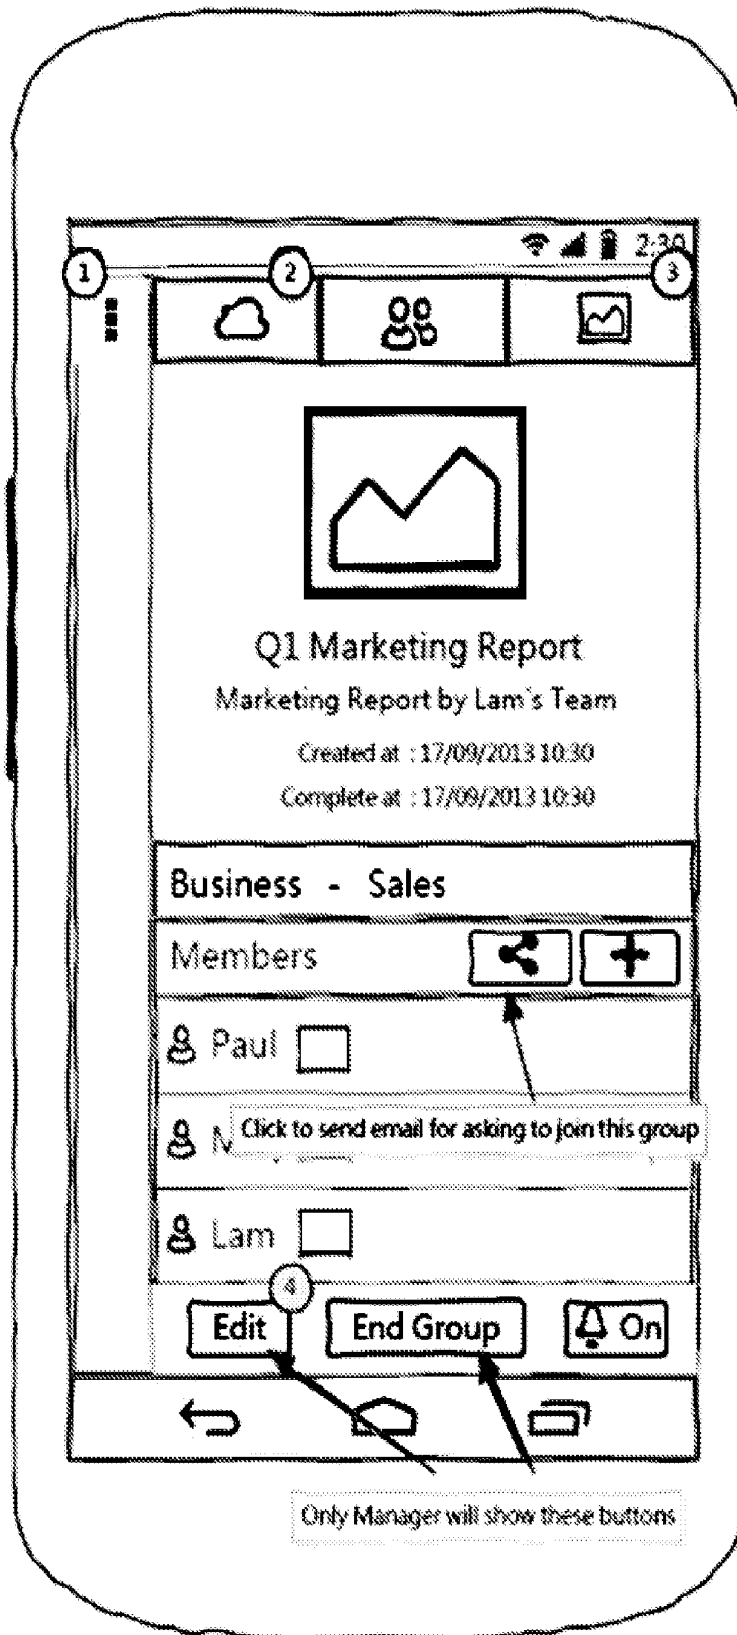 2:30
1
2
3
Q1 Marketing Report
Marketing Report by Lam's Team
Created at : 17/09/2013 10:30
Complete at : 17/09/2013 10:30
Business - Sales
Members
Paul
Click to send email for asking to join this group
Lam
4
Edit
End Group
On
Only Manager will show these buttons